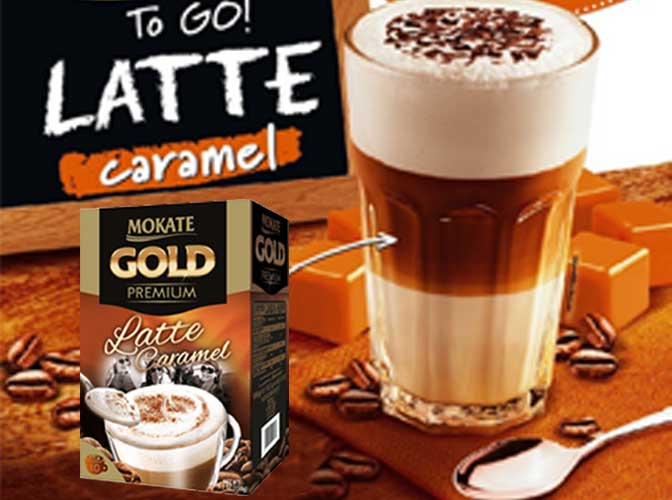 To GO!
LATTE
caramel
MOKATE
GOLD
PREMIUM
Latte
Caramel
GOLD